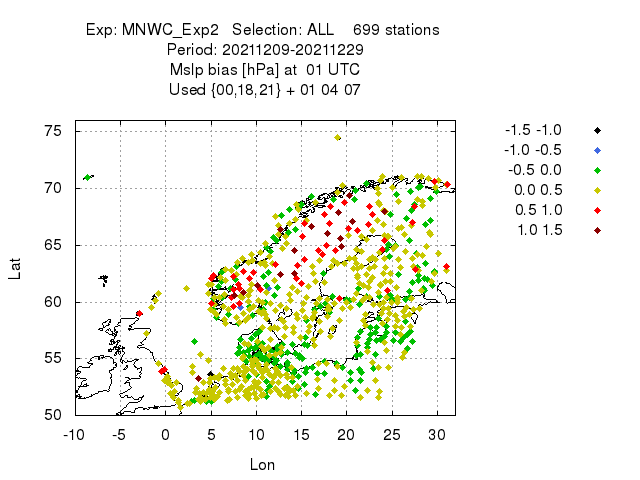 Exp: MNWC_Exp2 Selection: ALL 699 stations
Period: 20211209-20211229
Mslp bias [hPa] at 01 UTC
Used {00,18,21} + 01 04 07
-1.5 -1.0
-1.0 -0.5
-0.5 0.0
0.0 0.5
0.5 1.0
1.0 1.5
Lat
75
70
65
60
55
50
-10 -5 0 5 10 15 20 25 30
Lon